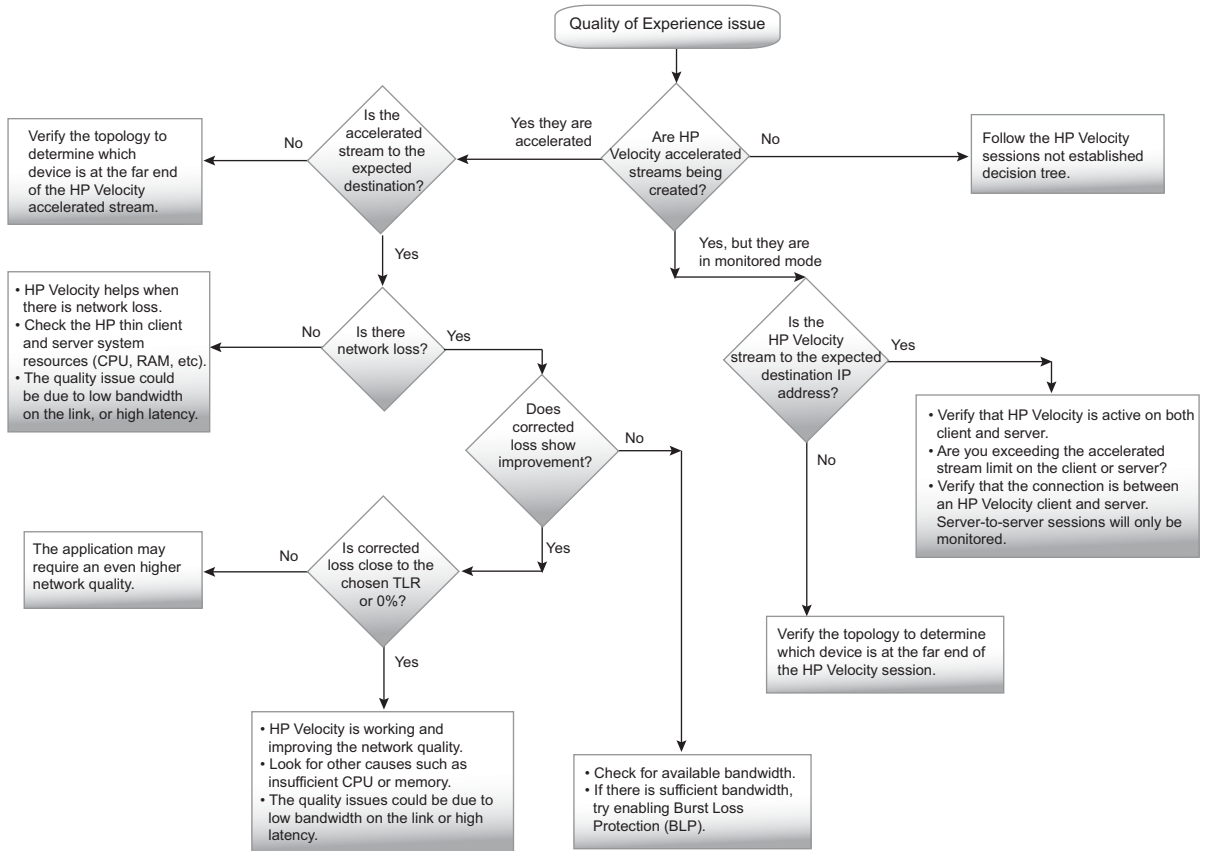 Quality of Experience issue
Are HP
Velocity accelerated
streams being
created?
Yes they are
accelerated
No
Follow the HP Velocity
sessions not established
decision tree.
Is the
accelerated
stream to the
expected
destination?
No
Verify the topology to
determine which
device is at the far end
of the HP Velocity
accelerated stream.
Yes
Yes, but they are
in monitored mode
Is there
network loss?
No
• HP Velocity helps when
there is network loss.
• Check the HP thin client
and server system
resources (CPU, RAM, etc).
• The quality issue could
be due to low bandwidth
on the link, or high latency.
Yes
Is the
HP Velocity
stream to the expected
destination IP
address?
Yes
• Verify that HP Velocity is active on both
client and server.
• Are you exceeding the accelerated
stream limit on the client or server?
• Verify that the connection is between
an HP Velocity client and server.
Server-to-server sessions will only be
monitored.
No
Verify the topology to determine
which device is at the far end of
the HP Velocity session.
Does
corrected
loss show
improvement?
No
Yes
Is corrected
loss close to the
chosen TLR
or 0%?
No
The application may
require an even higher
network quality.
Yes
• HP Velocity is working and
improving the network quality.
• Look for other causes such as
insufficient CPU or memory.
• The quality issues could be due to
low bandwidth on the link or high
latency.
• Check for available bandwidth.
• If there is sufficient bandwidth,
try enabling Burst Loss
Protection (BLP).